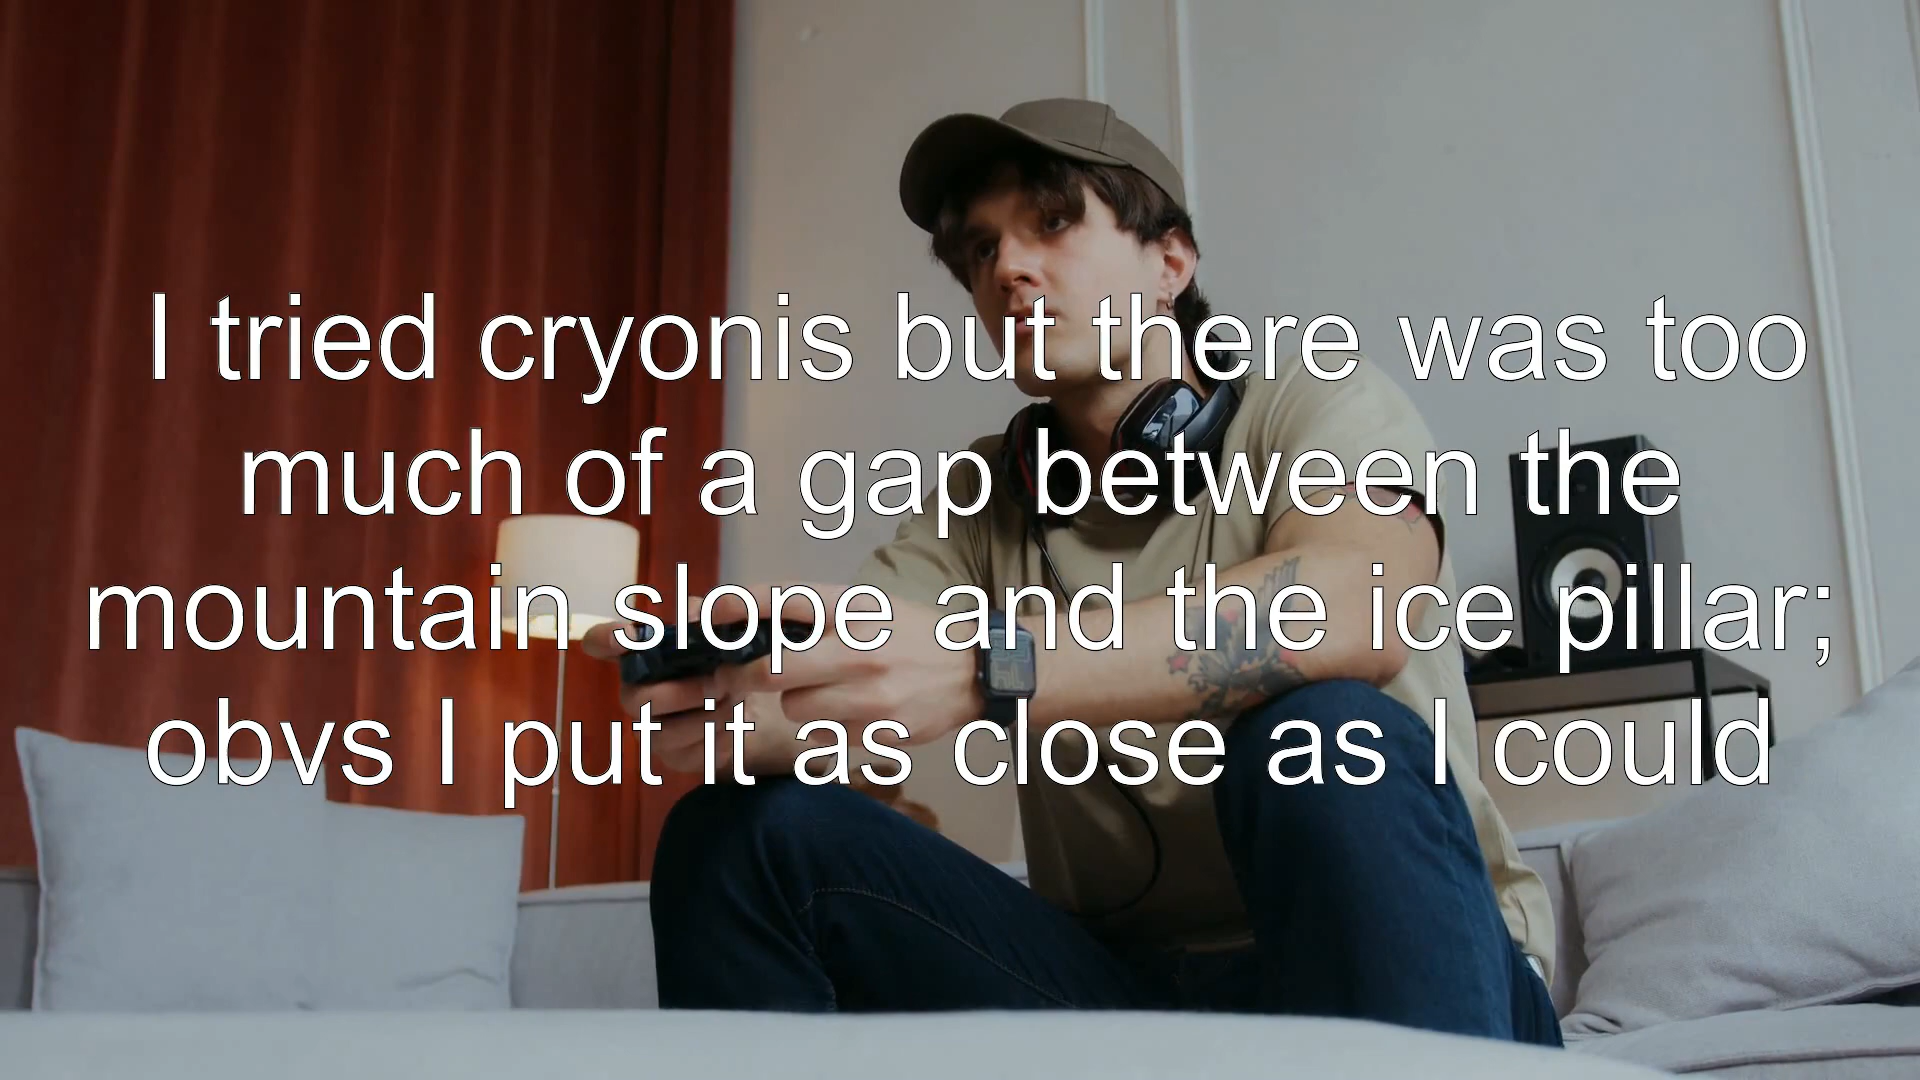 I tried cryonis but there was too
much of a gap between the
mountain slope and the ice pillar;
obvs I put it as close as I could